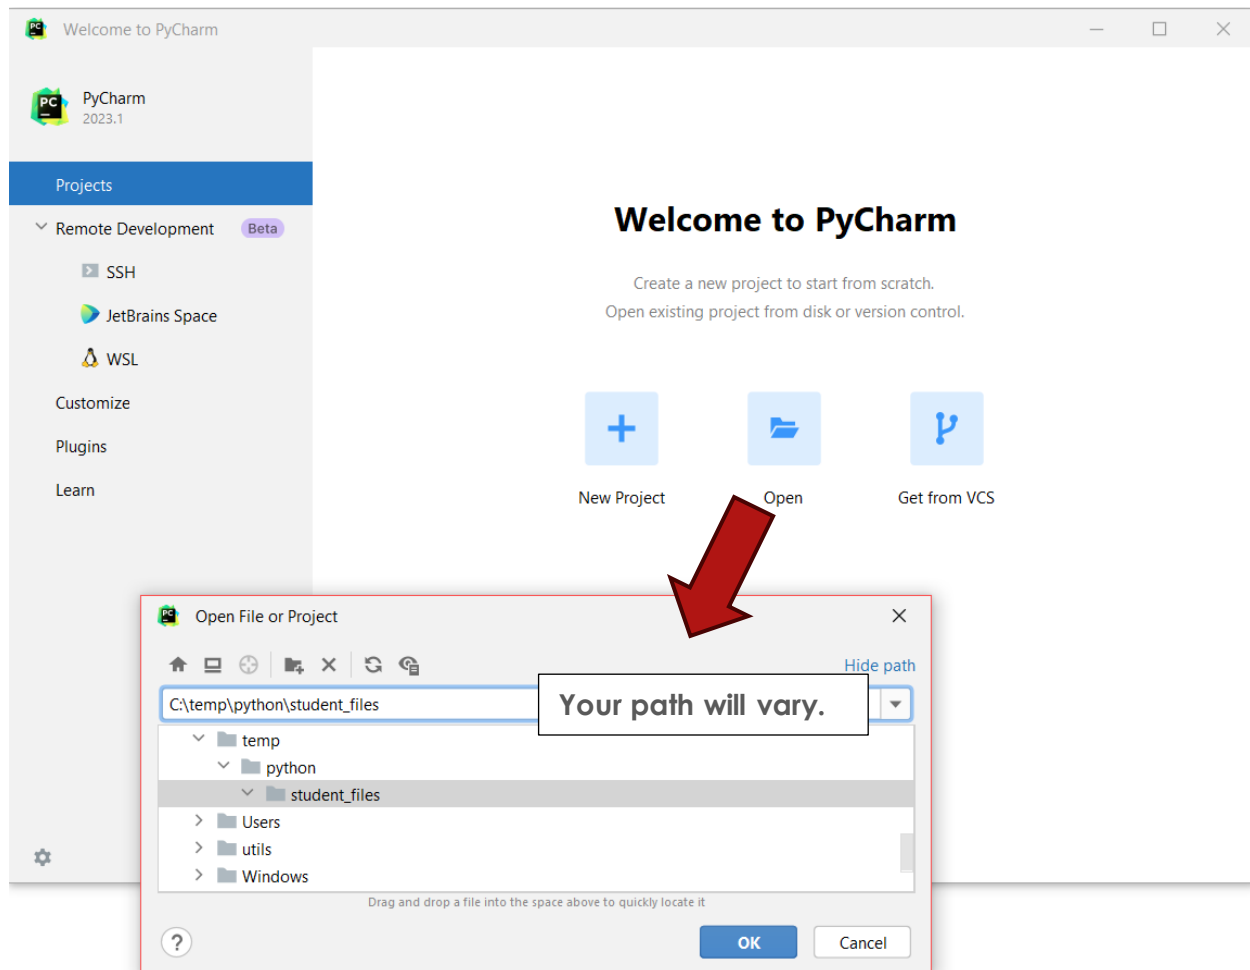 Welcome to PyCharm
PyCharm
2023.1
Projects
Remote Development Beta
SSH
JetBrains Space
WSL
Customize
Plugins
Learn
Welcome to PyCharm
Create a new project to start from scratch.
Open existing project from disk or version control.
New Project Open Get from VCS
Open File or Project
Hide path
C:\temp\python\student_files
Your path will vary.
temp
python
student_files
Users
utils
Windows
Drag and drop a file into the space above to quickly locate it
? OK Cancel